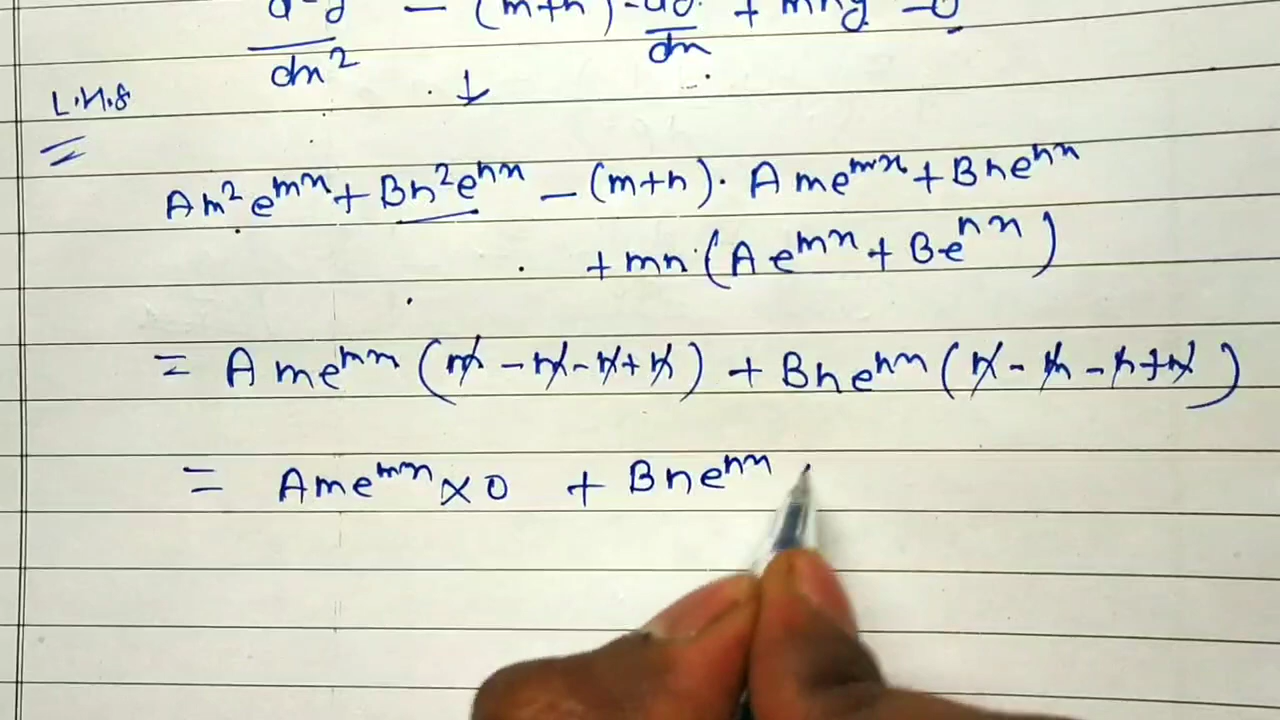 d²y/dx² - (m+n) · dy/dx + mny = 0
L.H.S
Am²e^mx + Bn²e^nx - (m+n) · Ame^mx + Bne^nx
+ mn · (Ae^mx + Be^nx)
= Ame^mx (m - m - n + n) + Bne^nx (n - m - n + m)
= Ame^mx × 0 + Bne^nx